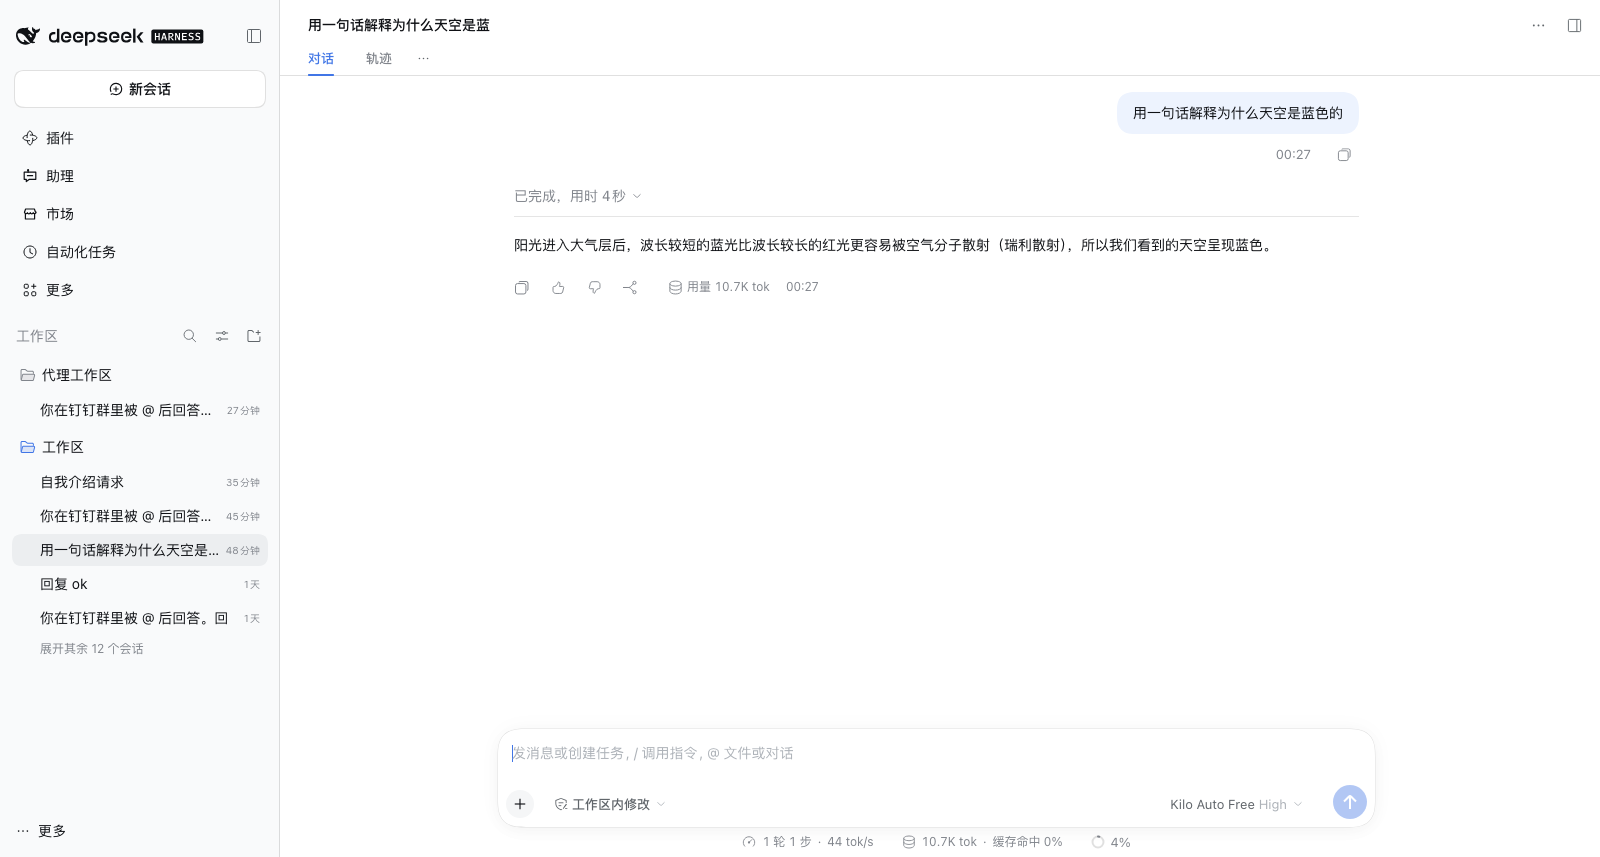 deepseek HARNESS
新会话
插件
助理
市场
自动化任务
更多
工作区
代理工作区
你在钉钉群里被 @ 后回答... 27分钟
工作区
自我介绍请求 35分钟
你在钉钉群里被 @ 后回答... 45分钟
用一句话解释为什么天空是... 48分钟
回复 ok 1天
你在钉钉群里被 @ 后回答。回 1天
展开其余 12 个会话
... 更多
用一句话解释为什么天空是蓝
对话 轨迹 ...
用一句话解释为什么天空是蓝色的
00:27
已完成，用时 4秒
阳光进入大气层后，波长较短的蓝光比波长较长的红光更容易被空气分子散射（瑞利散射），所以我们看到的天空呈现蓝色。
用量 10.7K tok 00:27
发消息或创建任务, / 调用指令, @ 文件或对话
工作区内修改 Kilo Auto Free High
1 轮 1 步 · 44 tok/s 10.7K tok · 缓存命中 0% 4%